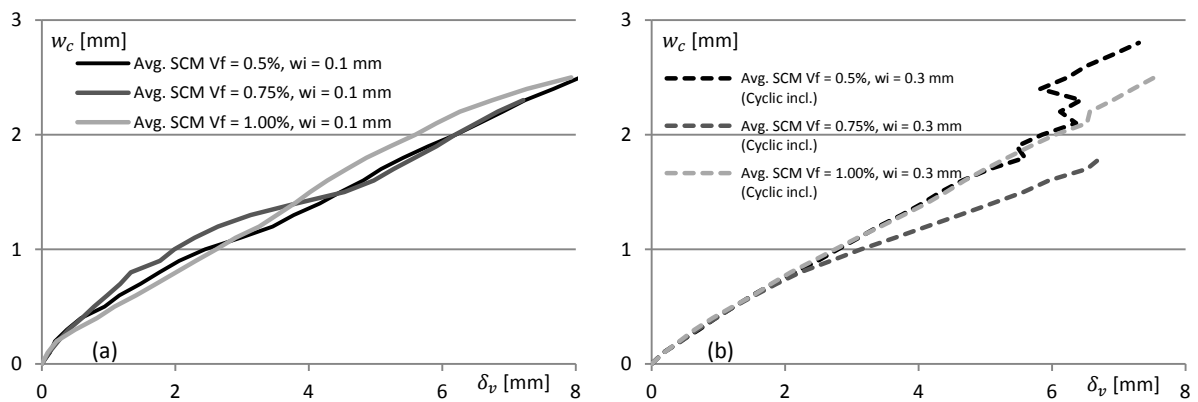 3
2
1
0
w_c [mm]
Avg. SCM Vf = 0.5%, wi = 0.1 mm
Avg. SCM Vf = 0.75%, wi = 0.1 mm
Avg. SCM Vf = 1.00%, wi = 0.1 mm
(a)
0 2 4 6 8
δ_v [mm]
3
2
1
0
w_c [mm]
Avg. SCM Vf = 0.5%, wi = 0.3 mm
(Cyclic incl.)
Avg. SCM Vf = 0.75%, wi = 0.3 mm
(Cyclic incl.)
Avg. SCM Vf = 1.00%, wi = 0.3 mm
(Cyclic incl.)
(b)
0 2 4 6 8
δ_v [mm]